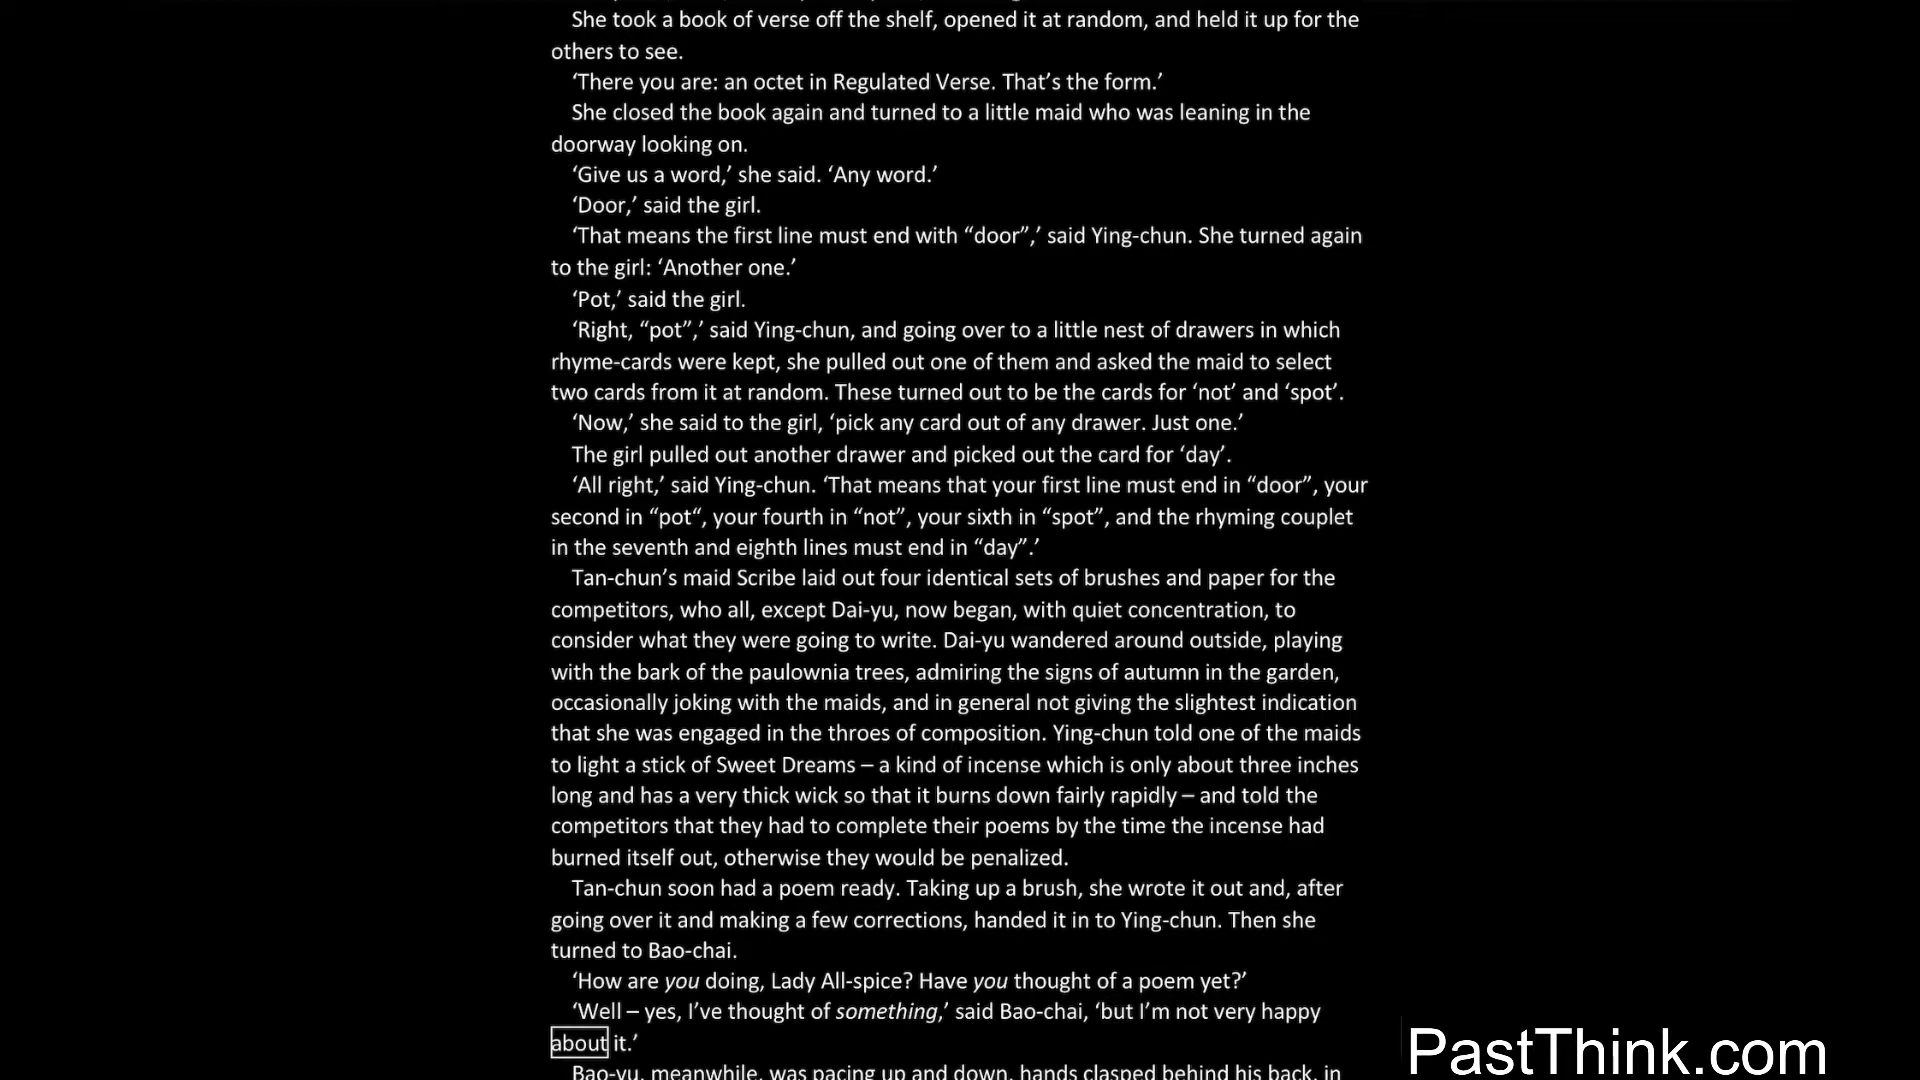 She took a book of verse off the shelf, opened it at random, and held it up for the
others to see.
‘There you are: an octet in Regulated Verse. That’s the form.’
She closed the book again and turned to a little maid who was leaning in the
doorway looking on.
‘Give us a word,’ she said. ‘Any word.’
‘Door,’ said the girl.
‘That means the first line must end with “door”,’ said Ying-chun. She turned again
to the girl: ‘Another one.’
‘Pot,’ said the girl.
‘Right, “pot”,’ said Ying-chun, and going over to a little nest of drawers in which
rhyme-cards were kept, she pulled out one of them and asked the maid to select
two cards from it at random. These turned out to be the cards for ‘not’ and ‘spot’.
‘Now,’ she said to the girl, ‘pick any card out of any drawer. Just one.’
The girl pulled out another drawer and picked out the card for ‘day’.
‘All right,’ said Ying-chun. ‘That means that your first line must end in “door”, your
second in “pot“, your fourth in “not”, your sixth in “spot”, and the rhyming couplet
in the seventh and eighth lines must end in “day”.’
Tan-chun’s maid Scribe laid out four identical sets of brushes and paper for the
competitors, who all, except Dai-yu, now began, with quiet concentration, to
consider what they were going to write. Dai-yu wandered around outside, playing
with the bark of the paulownia trees, admiring the signs of autumn in the garden,
occasionally joking with the maids, and in general not giving the slightest indication
that she was engaged in the throes of composition. Ying-chun told one of the maids
to light a stick of Sweet Dreams – a kind of incense which is only about three inches
long and has a very thick wick so that it burns down fairly rapidly – and told the
competitors that they had to complete their poems by the time the incense had
burned itself out, otherwise they would be penalized.
Tan-chun soon had a poem ready. Taking up a brush, she wrote it out and, after
going over it and making a few corrections, handed it in to Ying-chun. Then she
turned to Bao-chai.
‘How are you doing, Lady All-spice? Have you thought of a poem yet?’
‘Well – yes, I’ve thought of something,’ said Bao-chai, ‘but I’m not very happy
about it.’
Bao-yu, meanwhile, was pacing up and down, hands clasped behind his back, in
PastThink.com